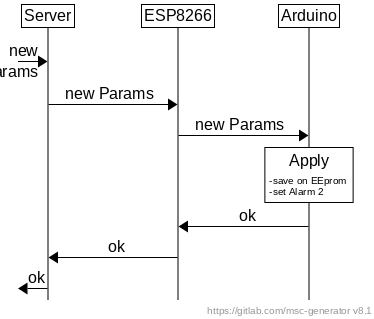 Server
ESP8266
Arduino
new
arams
new Params
new Params
Apply
-save on EEprom
-set Alarm 2
ok
ok
ok
https://gitlab.com/msc-generator v8.1